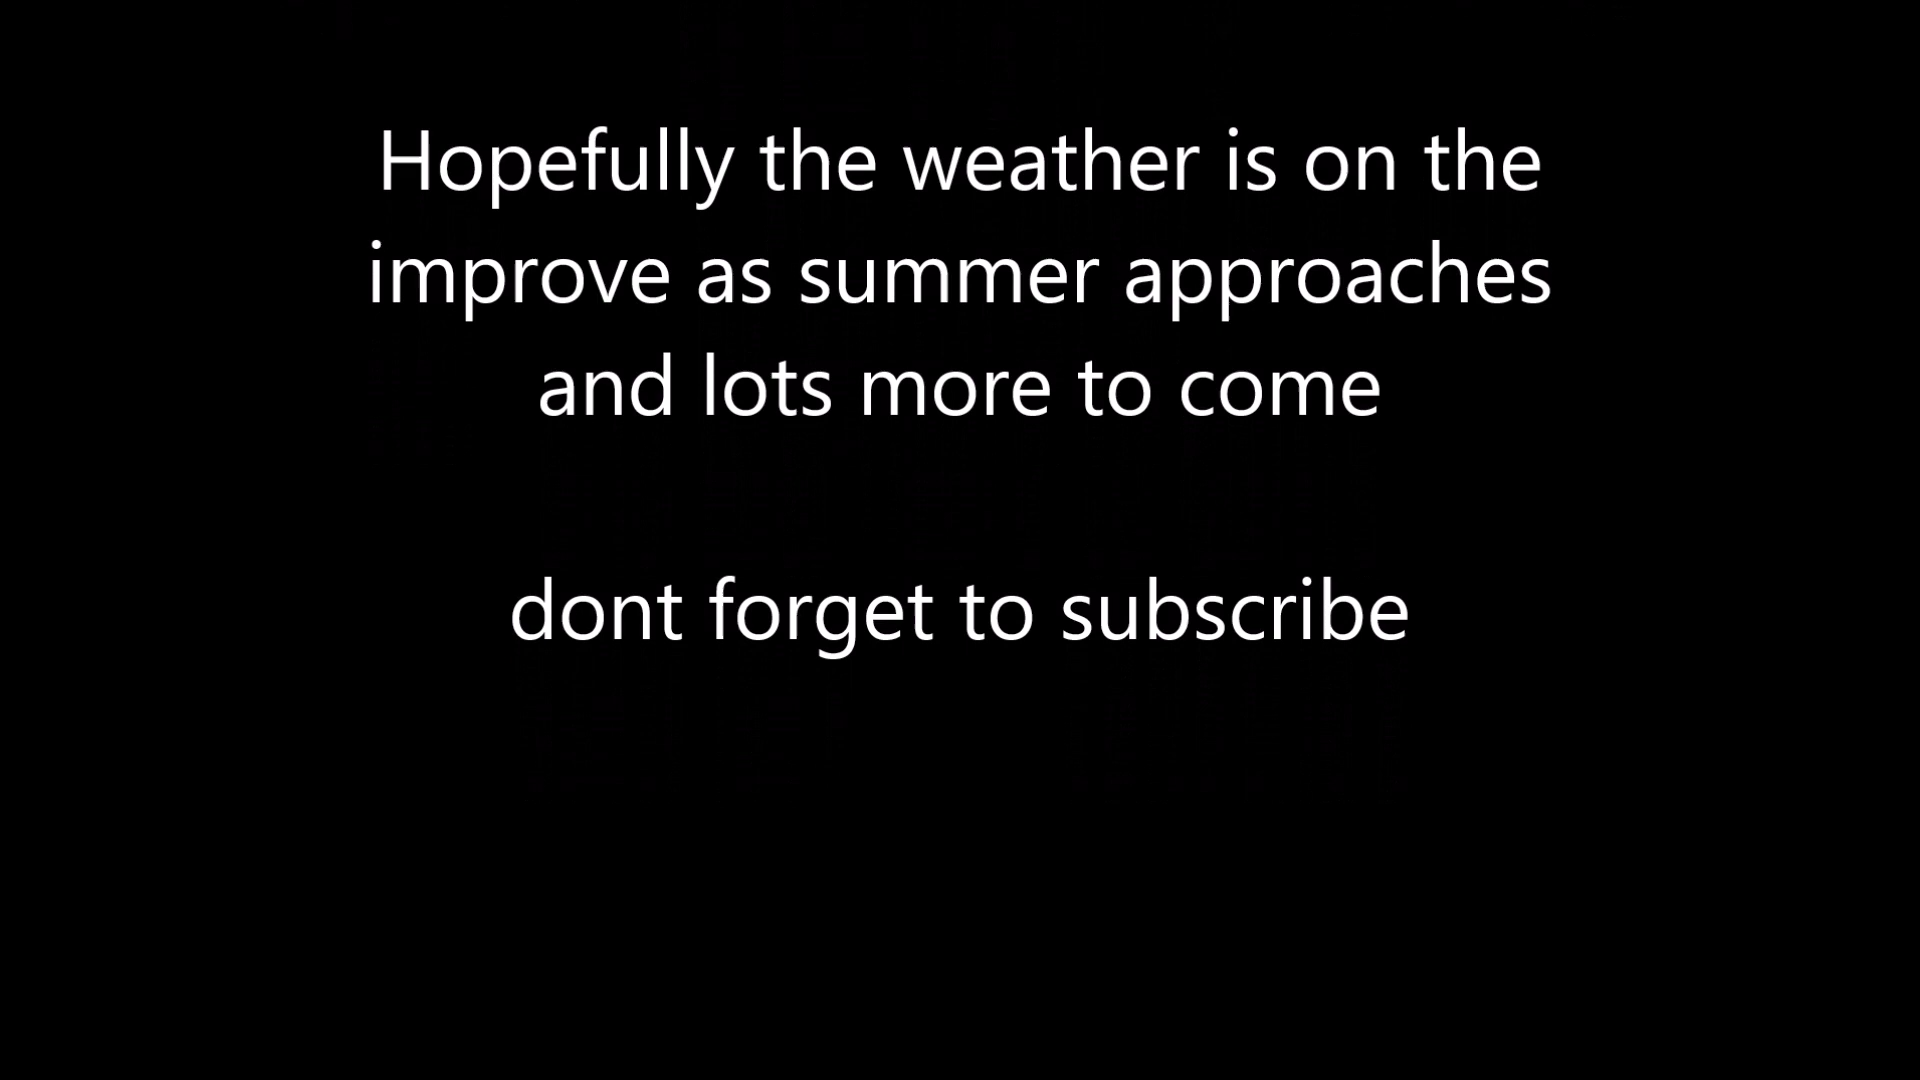 Hopefully the weather is on the
improve as summer approaches
and lots more to come
dont forget to subscribe